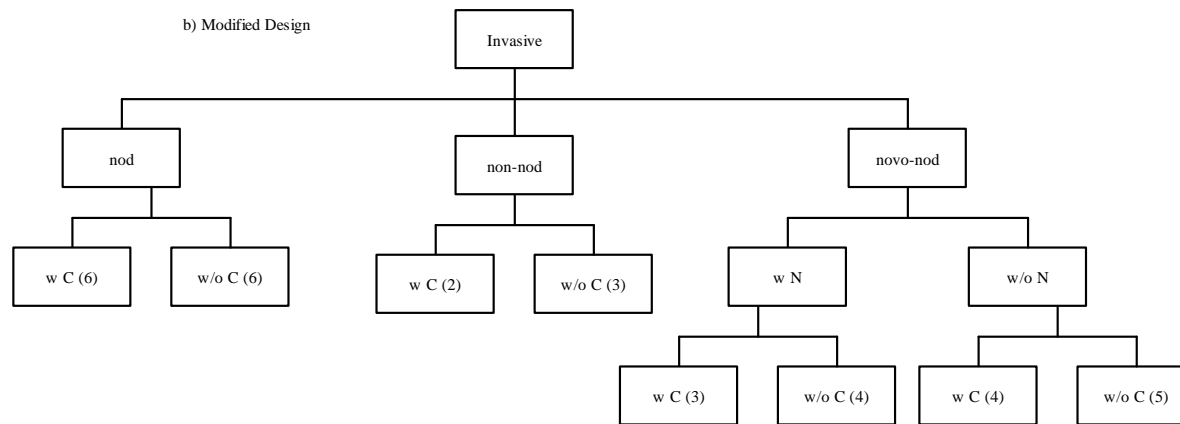 b) Modified Design
Invasive
nod
non-nod
novo-nod
w C (6)
w/o C (6)
w C (2)
w/o C (3)
w N
w/o N
w C (3)
w/o C (4)
w C (4)
w/o C (5)